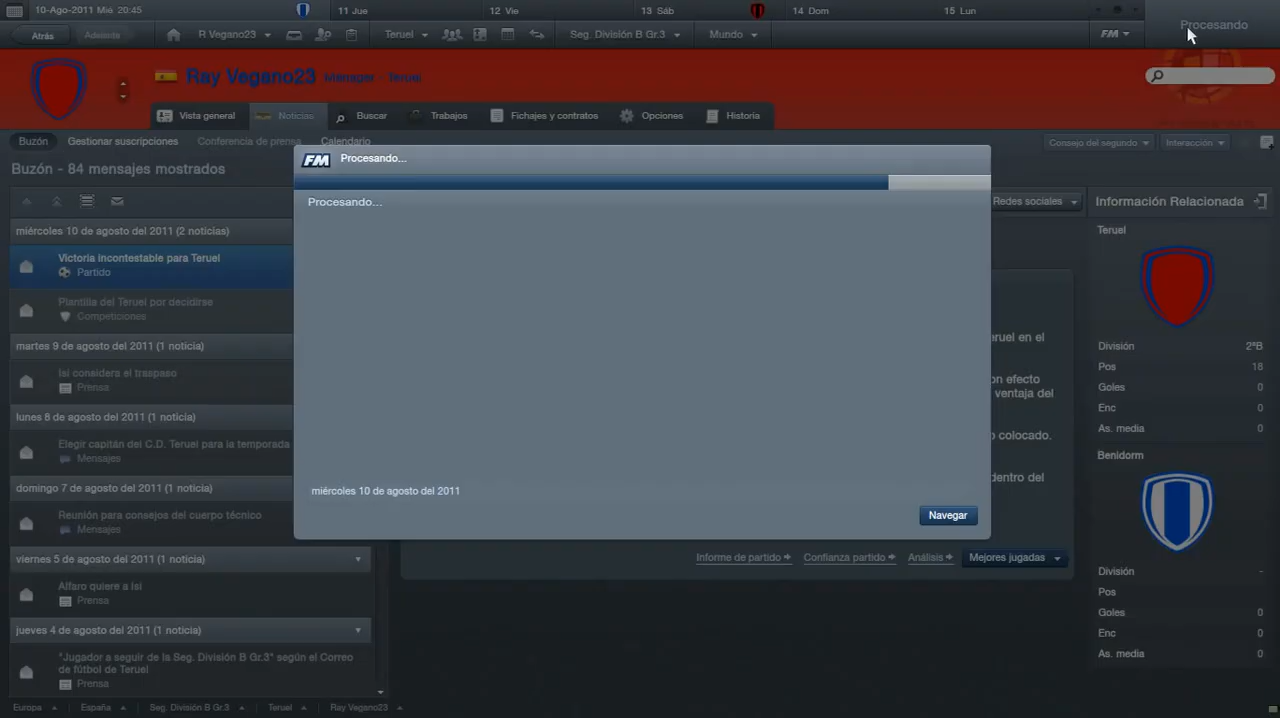 10-Ago-2011 Mie 20:45
11 Jue
12 Vie
13 Sáb
14 Dom
15 Lun
Procesando
Atrás
Adelante
R Vegano23
Teruel
Seg. División B Gr.3
Mundo
FM
Ray Vegano23 Manager - Teruel
Vista general
Noticias
Buscar
Trabajos
Fichajes y contratos
Opciones
Historia
Buzón
Gestionar suscripciones
Conferencia de prensa
Calendario
Consejo del segundo
Interacción
Buzón - 84 mensajes mostrados
FM Procesando...
Procesando...
miércoles 10 de agosto del 2011
Navegar
Redes sociales
Información Relacionada
miércoles 10 de agosto del 2011 (2 noticias)
Victoria incontestable para Teruel
Partido
Plantilla del Teruel por decidirse
Competiciones
martes 9 de agosto del 2011 (1 noticia)
Isi considera el traspaso
Prensa
lunes 8 de agosto del 2011 (1 noticia)
Elegir capitán del C.D. Teruel para la temporada
Mensajes
domingo 7 de agosto del 2011 (1 noticia)
Reunión para consejos del cuerpo técnico
Mensajes
viernes 5 de agosto del 2011 (1 noticia)
Alfaro quiere a Isi
Prensa
jueves 4 de agosto del 2011 (1 noticia)
"Jugador a seguir de la Seg. División B Gr.3" según el Correo
de fútbol de Teruel
Prensa
eruel en el
on efecto
ventaja del
o colocado.
dentro del
Informe de partido
Confianza partido
Análisis
Mejores jugadas
Teruel
División 2ªB
Pos 18
Goles 0
Enc 0
As. media 0
Benidorm
División -
Pos
Goles 0
Enc 0
As. media 0
Europa
España
Seg. División B Gr.3
Teruel
Ray Vegano23